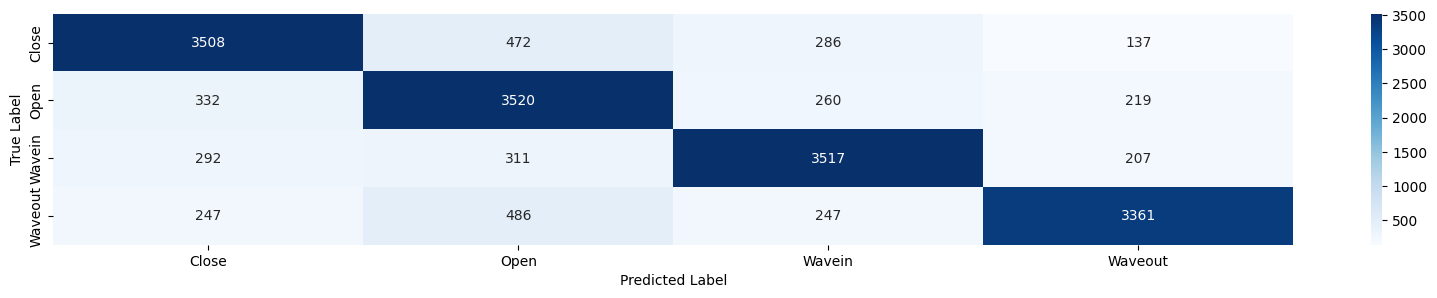 Close 3508 472 286 137
Open 332 3520 260 219
Wavein 292 311 3517 207
Waveout 247 486 247 3361
True Label
Close Open Wavein Waveout
Predicted Label
3500
3000
2500
2000
1500
1000
500